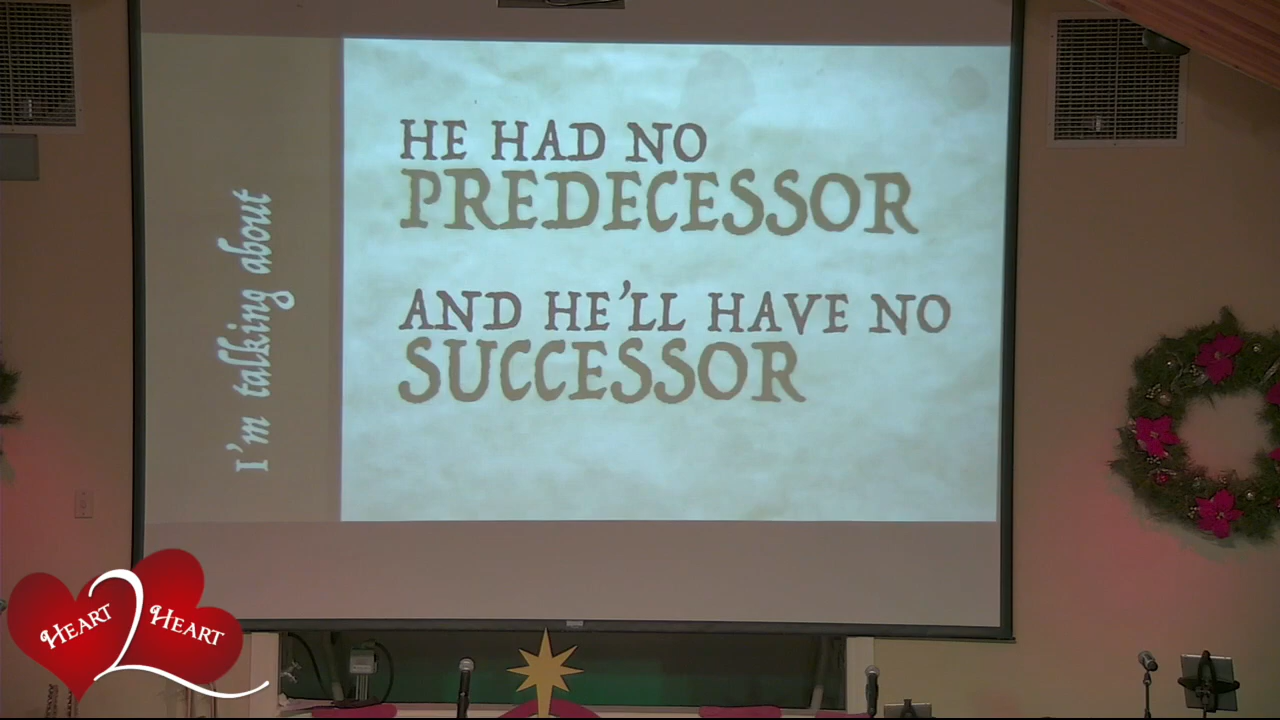 I'm talking about
HE HAD NO
PREDECESSOR
AND HE'LL HAVE NO
SUCCESSOR
HEART 2 HEART